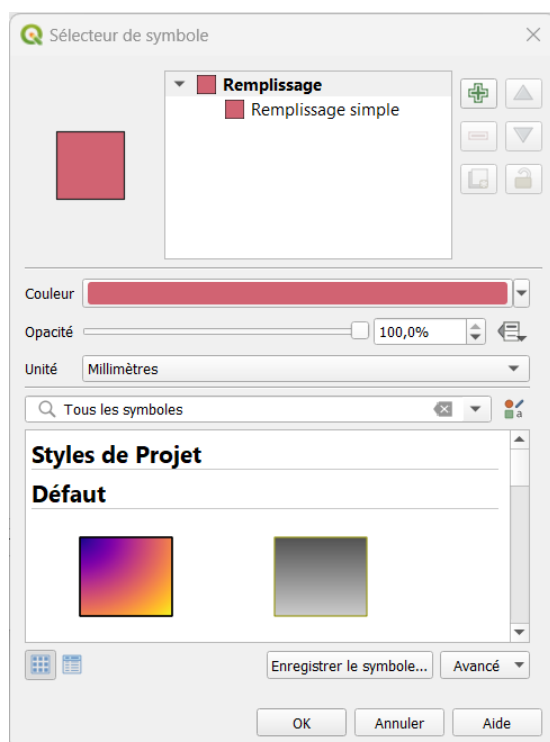 Sélecteur de symbole
Remplissage
Remplissage simple
Couleur
Opacité 100,0%
Unité Millimètres
Tous les symboles
a
Styles de Projet
Défaut
Enregistrer le symbole... Avancé
OK Annuler Aide